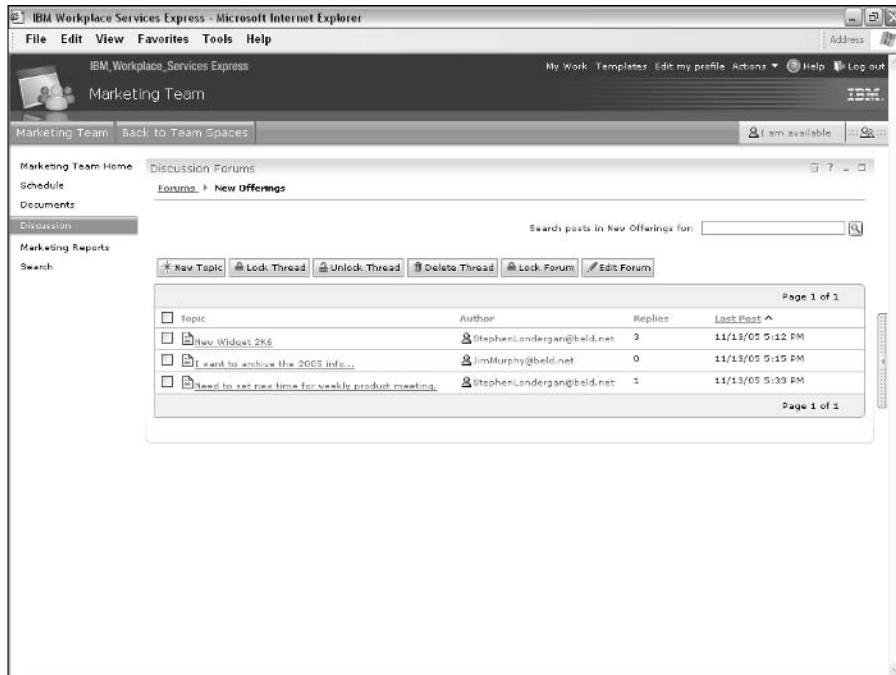 IBM Workplace Services Express - Microsoft Internet Explorer
File Edit View Favorites Tools Help
Address
IBM_Workplace_Services Express
My Work Templates Edit my profile Actions Help Log out
Marketing Team
IBM.
Marketing Team Back to Team Spaces
I am available
Marketing Team Home
Schedule
Documents
Discussion
Marketing Reports
Search
Discussion Forums
?
Forums New Offerings
Search posts in New Offerings for:
New Topic Lock Thread Unlock Thread Delete Thread Lock Forum Edit Forum
Page 1 of 1
Topic Author Replies Last Post
New Widget 2K6 StephenLondergan@beld.net 3 11/13/05 5:12 PM
I want to archive the 2005 info... JimMurphy@beld.net 0 11/13/05 5:15 PM
Need to set new time for weekly product meeting. StephenLondergan@beld.net 1 11/13/05 5:33 PM
Page 1 of 1